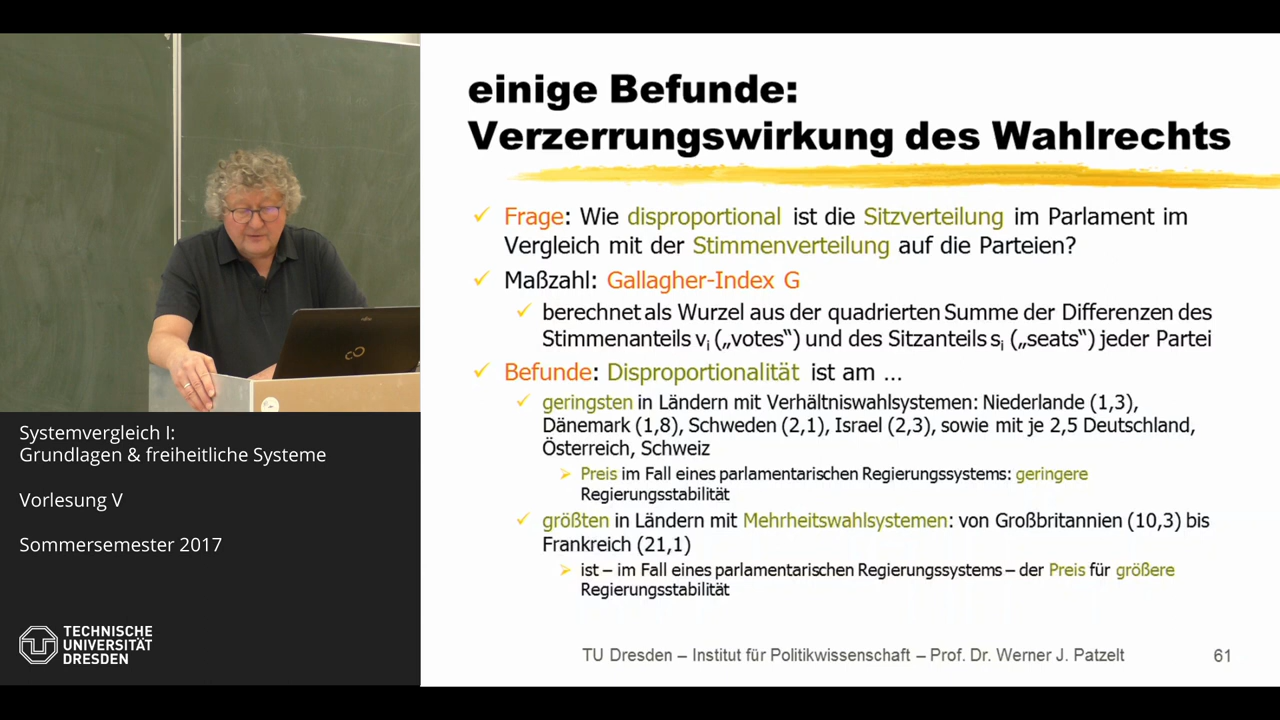 einige Befunde:
Verzerrungswirkung des Wahlrechts
Frage: Wie disproportional ist die Sitzverteilung im Parlament im
Vergleich mit der Stimmenverteilung auf die Parteien?
Maßzahl: Gallagher-Index G
berechnet als Wurzel aus der quadrierten Summe der Differenzen des
Stimmenanteils vi („votes“) und des Sitzanteils si („seats“) jeder Partei
Befunde: Disproportionalität ist am …
geringsten in Ländern mit Verhältniswahlsystemen: Niederlande (1,3),
Dänemark (1,8), Schweden (2,1), Israel (2,3), sowie mit je 2,5 Deutschland,
Österreich, Schweiz
Preis im Fall eines parlamentarischen Regierungssystems: geringere
Regierungsstabilität
größten in Ländern mit Mehrheitswahlsystemen: von Großbritannien (10,3) bis
Frankreich (21,1)
ist – im Fall eines parlamentarischen Regierungssystems – der Preis für größere
Regierungsstabilität
TU Dresden – Institut für Politikwissenschaft – Prof. Dr. Werner J. Patzelt
61
Systemvergleich I:
Grundlagen & freiheitliche Systeme
Vorlesung V
Sommersemester 2017
TECHNISCHE
UNIVERSITÄT
DRESDEN